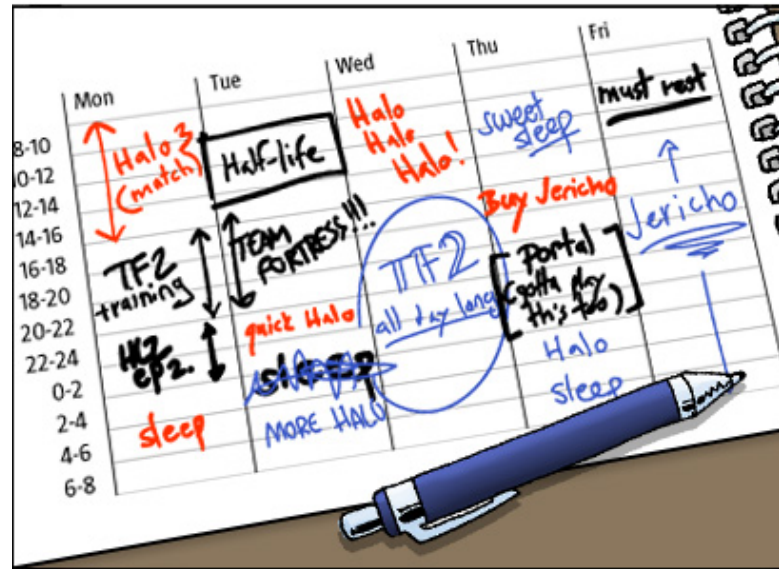 Mon
Tue
Wed
Thu
Fri
8-10
10-12
12-14
14-16
16-18
18-20
20-22
22-24
0-2
2-4
4-6
6-8
Halo 3
(match)
TF2
training
HL2
ep2.
sleep
Half-life
TEAM
FORTRESS!!!
quick Halo
sleep
MORE HALO
Halo
Halo
Halo!
TF2
all day long
sweet
sleep
Buy Jericho
Portal
(gotta play
this too)
Halo
sleep
must rest
Jericho